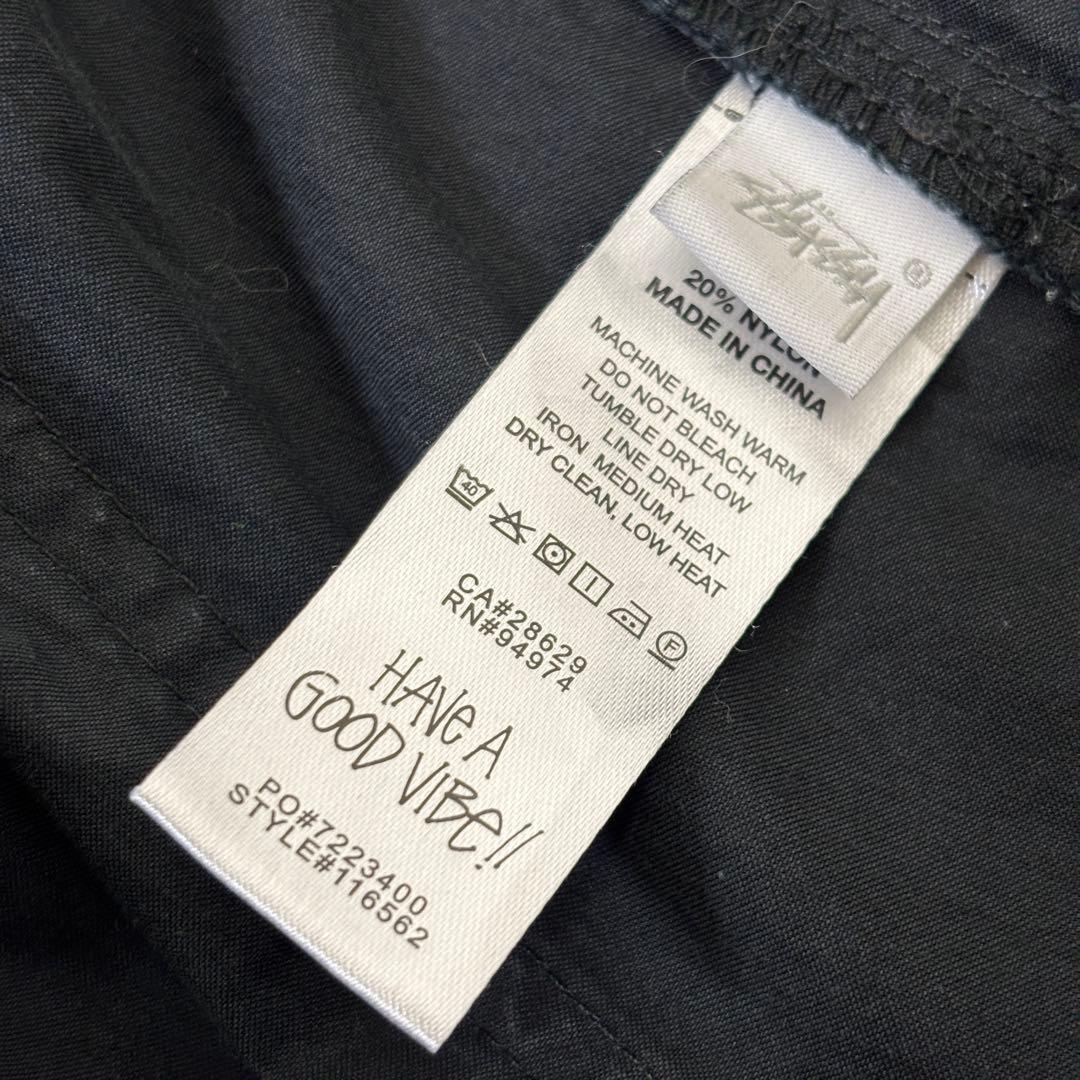 Stüssy
®
20% NYLON
MADE IN CHINA
MACHINE WASH WARM
DO NOT BLEACH
TUMBLE DRY LOW
LINE DRY
IRON MEDIUM HEAT
DRY CLEAN, LOW HEAT
40
F
CA#28629
RN#94974
HAVE A
GOOD VIBE!!
PO#7223400
STYLE#116562